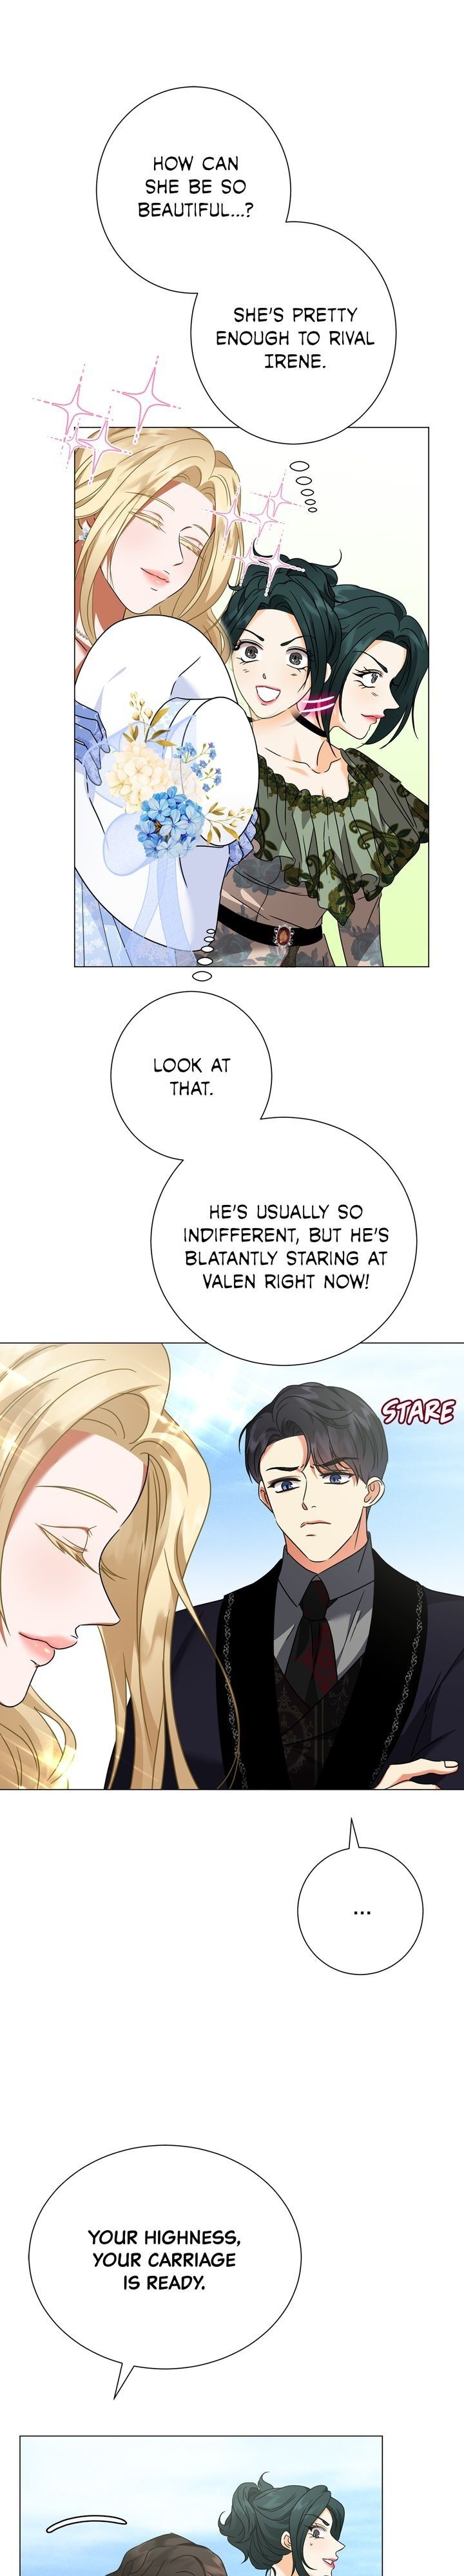 HOW CAN
SHE BE SO
BEAUTIFUL...?
SHE'S PRETTY
ENOUGH TO RIVAL
IRENE.
LOOK AT
THAT.
HE'S USUALLY SO
INDIFFERENT, BUT HE'S
BLATANTLY STARING AT
VALEN RIGHT NOW!
STARE
...
YOUR HIGHNESS,
YOUR CARRIAGE
IS READY.